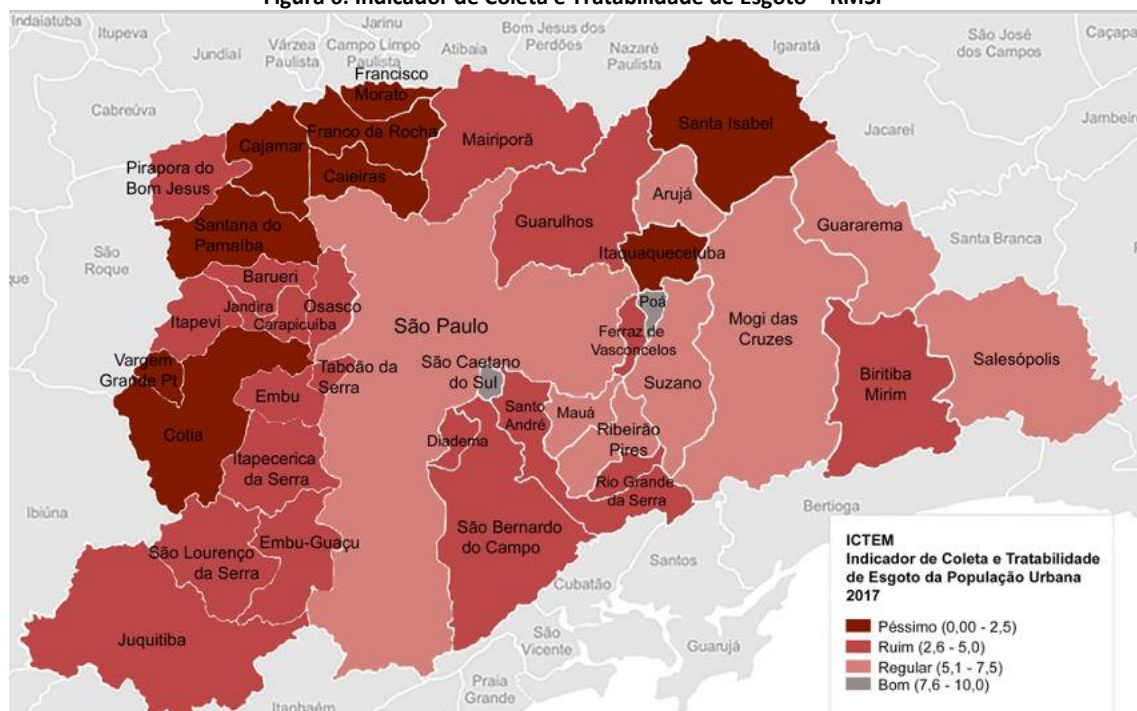 Figura 6: Indicador de Coleta e Tratabilidade de Esgoto – RMSP
Indaiatuba
Itupeva
Jundiaí
Várzea
Paulista
Jarinu
Campo Limpo
Paulista
Atibaia
Bom Jesus dos
Perdões
Nazaré
Paulista
Igaratá
São José
dos Campos
Caçapa
Cabreúva
Francisco
Morato
Franco da Rocha
Cajamar
Caieiras
Mairiporã
Santa Isabel
Jacareí
Jambeir
Pirapora do
Bom Jesus
Santana do
Parnaíba
Guarulhos
Arujá
Guararema
Santa Branca
São
Roque
que
Itaquaquecetuba
Barueri
Jandira
Osasco
Itapevi
Carapicuíba
São Paulo
Poá
Ferraz de
Vasconcelos
Mogi das
Cruzes
Salesópolis
Vargem
Grande Pt
Taboão da
Serra
São Caetano
do Sul
Suzano
Biritiba
Mirim
Embu
Cotia
Santo
André
Mauá
Ribeirão
Pires
Diadema
Itapecerica
da Serra
Rio Grande
da Serra
Ibiúna
Bertioga
São Lourenço
da Serra
Embu-Guaçu
São Bernardo
do Campo
Santos
Cubatão
Juquitiba
São
Vicente
Guarujá
Praia
Grande
Itanhaém
ICTEM
Indicador de Coleta e Tratabilidade
de Esgoto da População Urbana
2017
Péssimo (0,00 - 2,5)
Ruim (2,6 - 5,0)
Regular (5,1 - 7,5)
Bom (7,6 - 10,0)